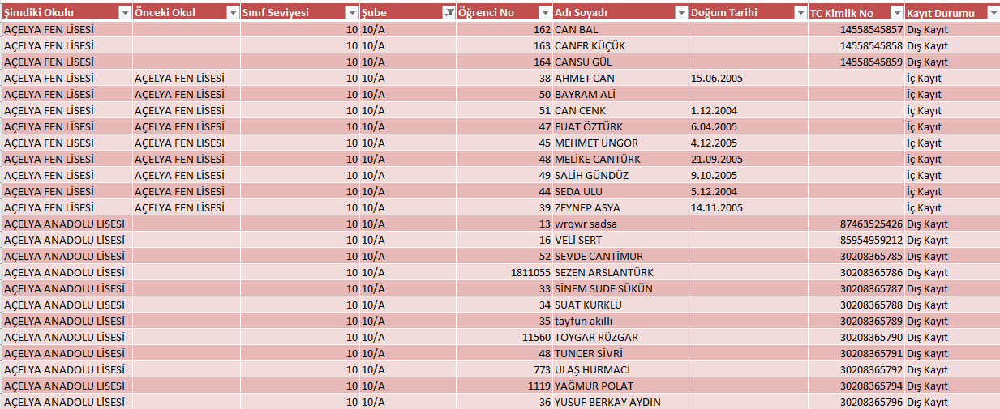 Şimdiki Okulu Önceki Okul Sınıf Seviyesi Şube Öğrenci No Adı Soyadı Doğum Tarihi TC Kimlik No Kayıt Durumu
AÇELYA FEN LİSESİ 10 10/A 162 CAN BAL 14558545857 Dış Kayıt
AÇELYA FEN LİSESİ 10 10/A 163 CANER KÜÇÜK 14558545858 Dış Kayıt
AÇELYA FEN LİSESİ 10 10/A 164 CANSU GÜL 14558545859 Dış Kayıt
AÇELYA FEN LİSESİ AÇELYA FEN LİSESİ 10 10/A 38 AHMET CAN 15.06.2005 İç Kayıt
AÇELYA FEN LİSESİ AÇELYA FEN LİSESİ 10 10/A 50 BAYRAM ALİ İç Kayıt
AÇELYA FEN LİSESİ AÇELYA FEN LİSESİ 10 10/A 51 CAN CENK 1.12.2004 İç Kayıt
AÇELYA FEN LİSESİ AÇELYA FEN LİSESİ 10 10/A 47 FUAT ÖZTÜRK 6.04.2005 İç Kayıt
AÇELYA FEN LİSESİ AÇELYA FEN LİSESİ 10 10/A 45 MEHMET ÜNGÖR 4.12.2005 İç Kayıt
AÇELYA FEN LİSESİ AÇELYA FEN LİSESİ 10 10/A 48 MELİKE CANTÜRK 21.09.2005 İç Kayıt
AÇELYA FEN LİSESİ AÇELYA FEN LİSESİ 10 10/A 49 SALİH GÜNDÜZ 9.10.2005 İç Kayıt
AÇELYA FEN LİSESİ AÇELYA FEN LİSESİ 10 10/A 44 SEDA ULU 5.12.2004 İç Kayıt
AÇELYA FEN LİSESİ AÇELYA FEN LİSESİ 10 10/A 39 ZEYNEP ASYA 14.11.2005 İç Kayıt
AÇELYA ANADOLU LİSESİ 10 10/A 13 wrqwr sadsa 87463525426 Dış Kayıt
AÇELYA ANADOLU LİSESİ 10 10/A 16 VELİ SERT 85954959212 Dış Kayıt
AÇELYA ANADOLU LİSESİ 10 10/A 52 SEVDE CANTİMUR 30208365785 Dış Kayıt
AÇELYA ANADOLU LİSESİ 10 10/A 1811055 SEZEN ARSLANTÜRK 30208365786 Dış Kayıt
AÇELYA ANADOLU LİSESİ 10 10/A 33 SİNEM SUDE SÜKÜN 30208365787 Dış Kayıt
AÇELYA ANADOLU LİSESİ 10 10/A 34 SUAT KÜRKLÜ 30208365788 Dış Kayıt
AÇELYA ANADOLU LİSESİ 10 10/A 35 tayfun akıllı 30208365789 Dış Kayıt
AÇELYA ANADOLU LİSESİ 10 10/A 11560 TOYGAR RÜZGAR 30208365790 Dış Kayıt
AÇELYA ANADOLU LİSESİ 10 10/A 48 TUNCER SİVRİ 30208365791 Dış Kayıt
AÇELYA ANADOLU LİSESİ 10 10/A 773 ULAŞ HURMACI 30208365792 Dış Kayıt
AÇELYA ANADOLU LİSESİ 10 10/A 1119 YAĞMUR POLAT 30208365794 Dış Kayıt
AÇELYA ANADOLU LİSESİ 10 10/A 36 YUSUF BERKAY AYDIN 30208365796 Dış Kayıt